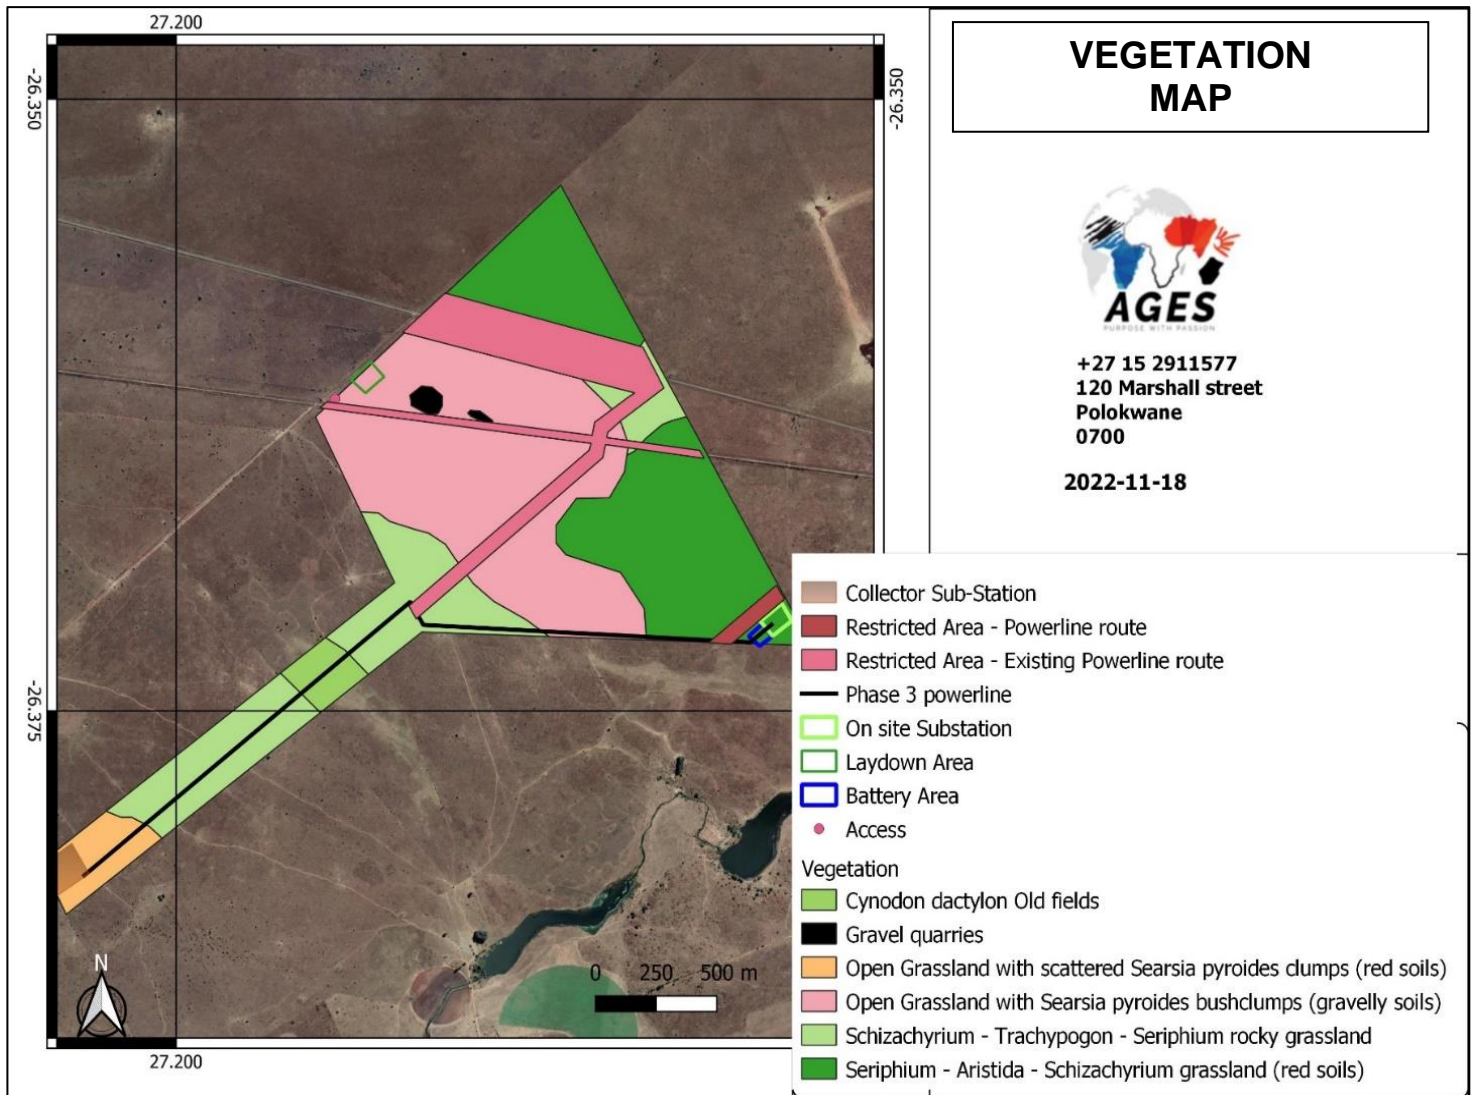 27.200
-26.350
-26.350
-26.375
N
0 250 500 m
27.200
VEGETATION
MAP
AGES
PURPOSE WITH PASSION
+27 15 2911577
120 Marshall street
Polokwane
0700
2022-11-18
Collector Sub-Station
Restricted Area - Powerline route
Restricted Area - Existing Powerline route
Phase 3 powerline
On site Substation
Laydown Area
Battery Area
Access
Vegetation
Cynodon dactylon Old fields
Gravel quarries
Open Grassland with scattered Searsia pyroides clumps (red soils)
Open Grassland with Searsia pyroides bushclumps (gravelly soils)
Schizachyrium - Trachypogon - Seriphium rocky grassland
Seriphium - Aristida - Schizachyrium grassland (red soils)